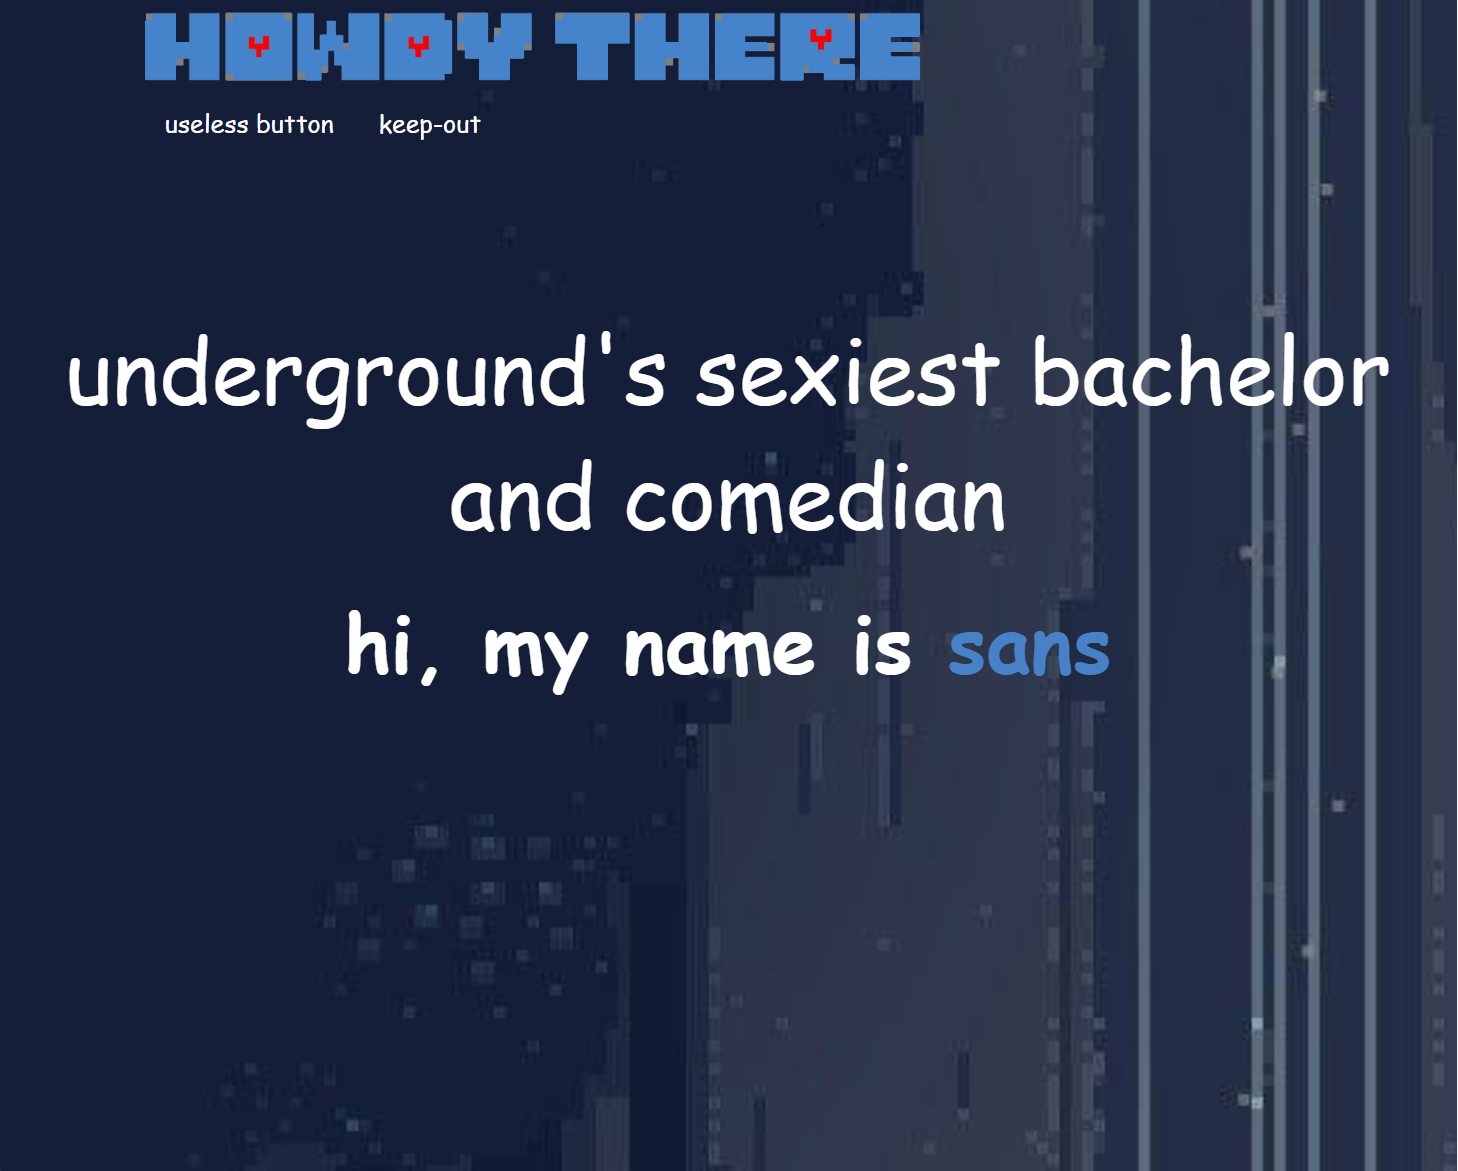 HOWDY THERE
useless button keep-out
underground's sexiest bachelor
and comedian
hi, my name is sans